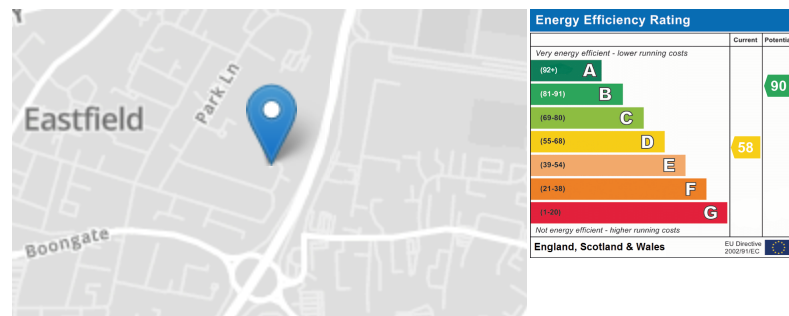 Park Ln
Eastfield
Boongate
Energy Efficiency Rating
Current Potentia
Very energy efficient - lower running costs
(92+) A
(81-91) B
90
(69-80) C
(55-68) D
58
(39-54) E
(21-38) F
(1-20) G
Not energy efficient - higher running costs
England, Scotland & Wales
EU Directive
2002/91/EC